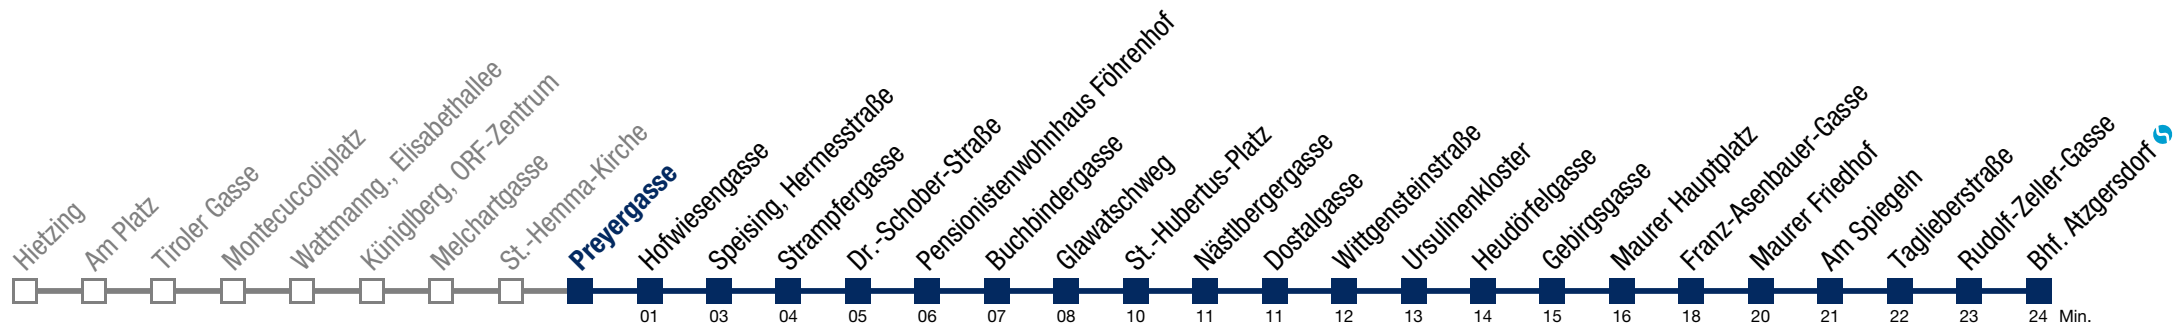 Hietzing
Am Platz
Tiroler Gasse
Montecuccoliplatz
Wattmanng., Elisabethallee
Küniglberg, ORF-Zentrum
Melchartgasse
St.-Hemma-Kirche
Preyergasse
Hofwiesengasse
Speising, Hermesstraße
Strampfergasse
Dr.-Schober-Straße
Pensionistenwohnhaus Föhrenhof
Buchbindergasse
Glawatschweg
St.-Hubertus-Platz
Nästlbergergasse
Dostalgasse
Wittgensteinstraße
Ursulinenkloster
Heudörfelgasse
Gebirgsgasse
Maurer Hauptplatz
Franz-Asenbauer-Gasse
Maurer Friedhof
Am Spiegeln
Taglieberstraße
Rudolf-Zeller-Gasse
Bhf. Atzgersdorf
01 03 04 05 06 07 08 10 11 11 12 13 14 15 16 18 20 21 22 23 24 Min.